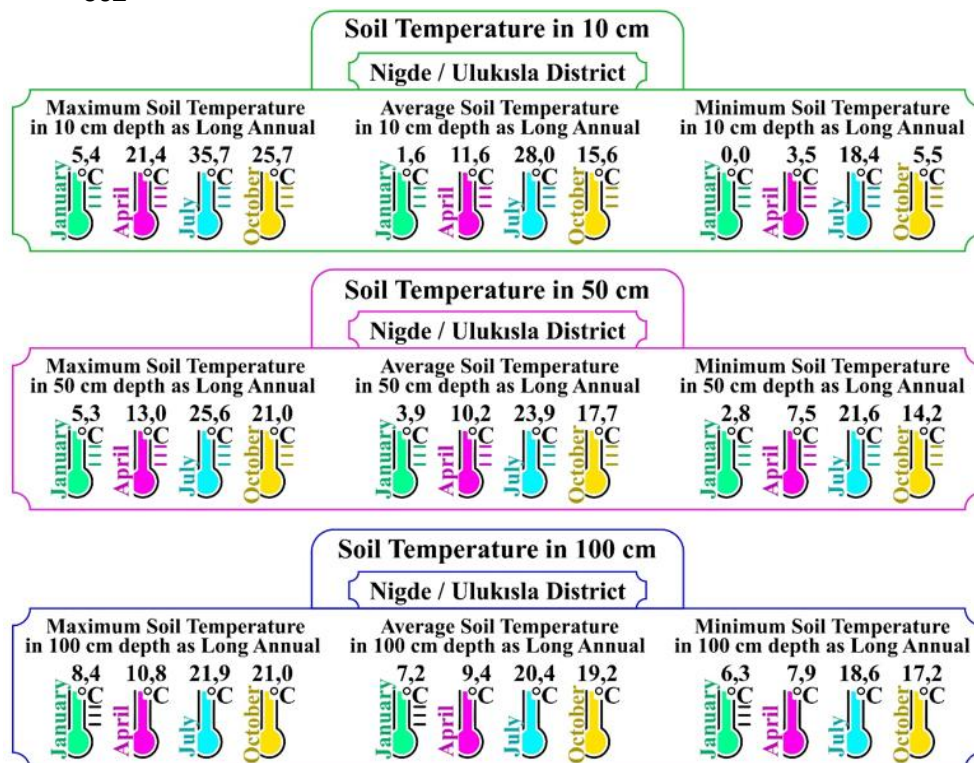 Soil Temperature in 10 cm
Nigde / Ulukısla District
Maximum Soil Temperature
in 10 cm depth as Long Annual
5,4 21,4 35,7 25,7
°C °C °C °C
January April July October
Average Soil Temperature
in 10 cm depth as Long Annual
1,6 11,6 28,0 15,6
°C °C °C °C
January April July October
Minimum Soil Temperature
in 10 cm depth as Long Annual
0,0 3,5 18,4 5,5
°C °C °C °C
January April July October
Soil Temperature in 50 cm
Nigde / Ulukısla District
Maximum Soil Temperature
in 50 cm depth as Long Annual
5,3 13,0 25,6 21,0
°C °C °C °C
January April July October
Average Soil Temperature
in 50 cm depth as Long Annual
3,9 10,2 23,9 17,7
°C °C °C °C
January April July October
Minimum Soil Temperature
in 50 cm depth as Long Annual
2,8 7,5 21,6 14,2
°C °C °C °C
January April July October
Soil Temperature in 100 cm
Nigde / Ulukısla District
Maximum Soil Temperature
in 100 cm depth as Long Annual
8,4 10,8 21,9 21,0
°C °C °C °C
January April July October
Average Soil Temperature
in 100 cm depth as Long Annual
7,2 9,4 20,4 19,2
°C °C °C °C
January April July October
Minimum Soil Temperature
in 100 cm depth as Long Annual
6,3 7,9 18,6 17,2
°C °C °C °C
January April July October